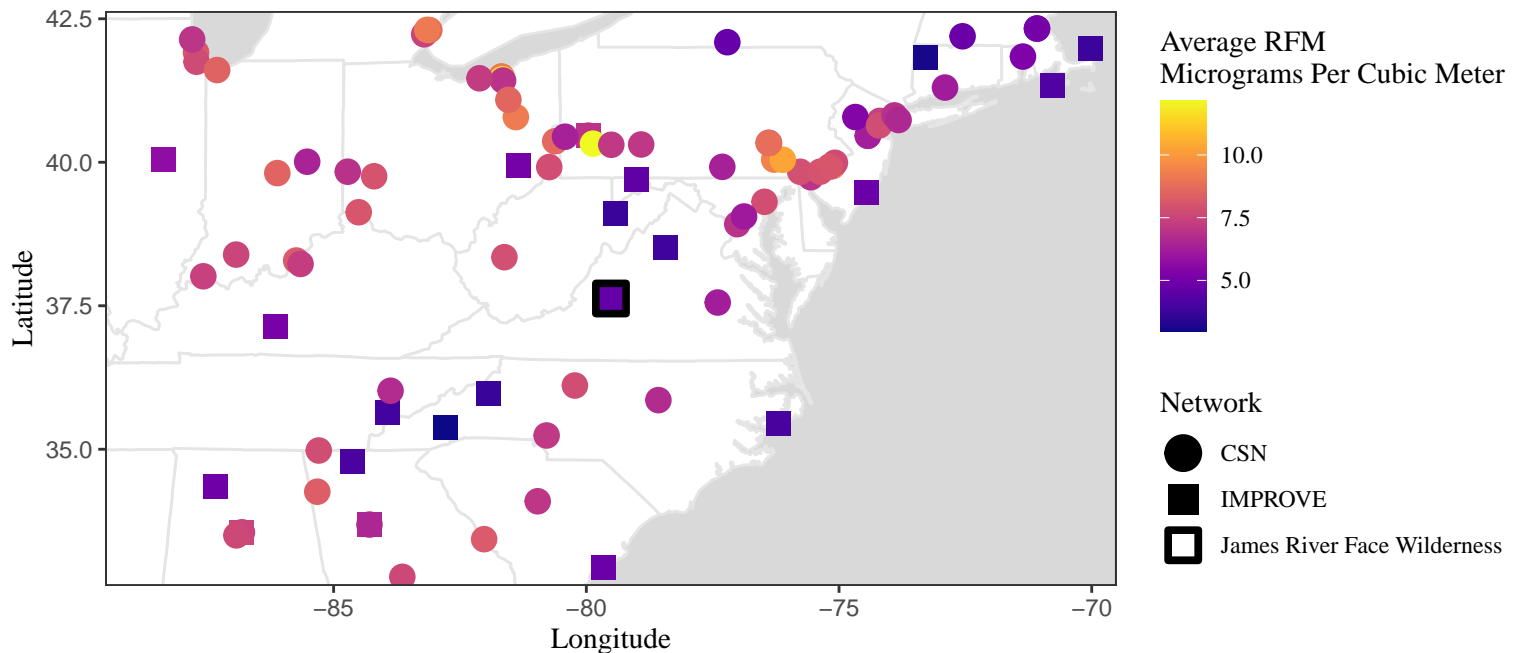 42.5
40.0
37.5
35.0
Latitude
−85
−80
−75
−70
Longitude
Average RFM
Micrograms Per Cubic Meter
10.0
7.5
5.0
Network
CSN
IMPROVE
James River Face Wilderness